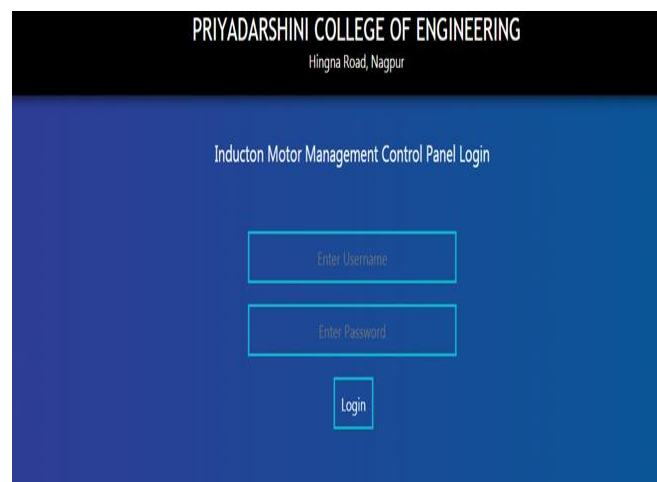 PRIYADARSHINI COLLEGE OF ENGINEERING
Hingna Road, Nagpur
Inducton Motor Management Control Panel Login
Enter Username
Enter Password
Login